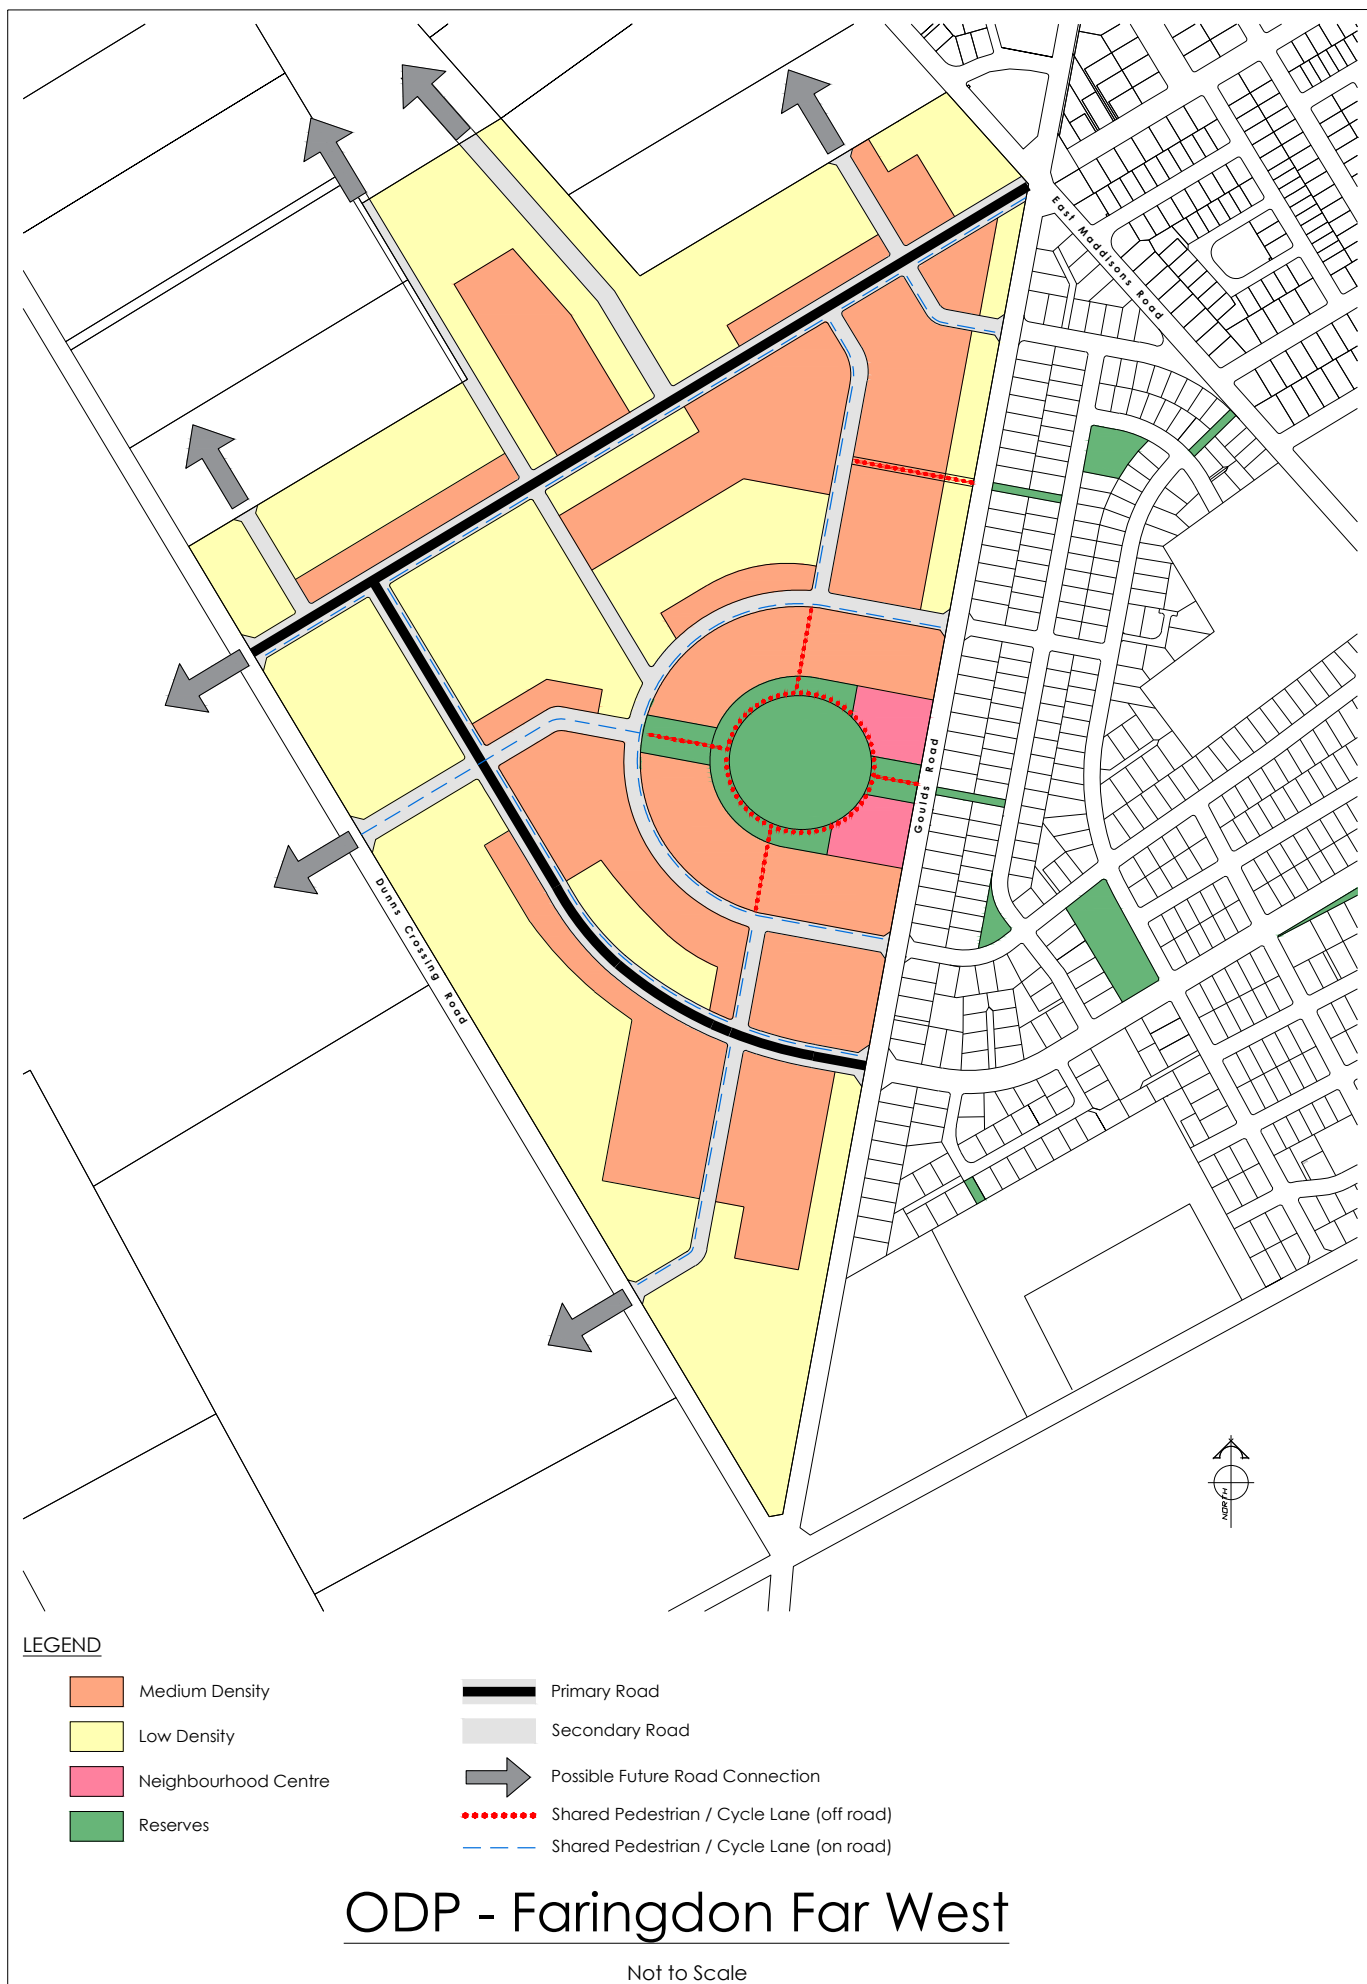 East Maddisons Road
Goulds Road
Dunns Crossing Road
NORTH
LEGEND
Medium Density
Low Density
Neighbourhood Centre
Reserves
Primary Road
Secondary Road
Possible Future Road Connection
Shared Pedestrian / Cycle Lane (off road)
Shared Pedestrian / Cycle Lane (on road)
ODP - Faringdon Far West
Not to Scale